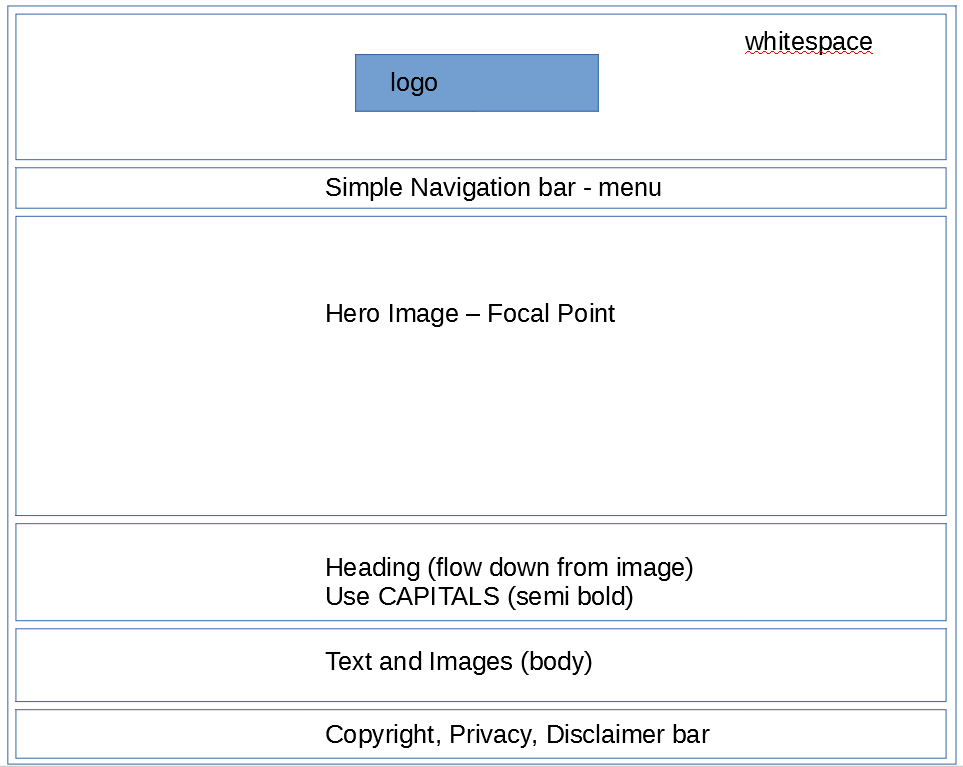 whitespace
logo
Simple Navigation bar - menu
Hero Image – Focal Point
Heading (flow down from image)
Use CAPITALS (semi bold)
Text and Images (body)
Copyright, Privacy, Disclaimer bar